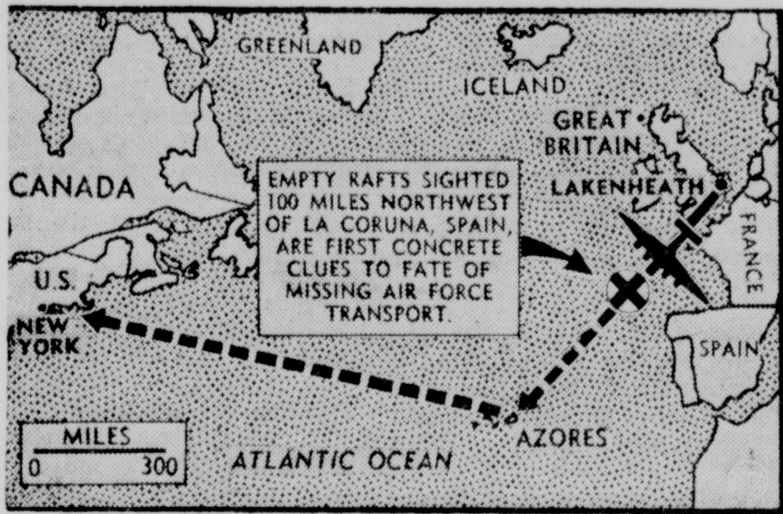 GREENLAND
ICELAND
GREAT
BRITAIN
LAKENHEATH
CANADA
EMPTY RAFTS SIGHTED
100 MILES NORTHWEST
OF LA CORUNA, SPAIN,
ARE FIRST CONCRETE
CLUES TO FATE OF
MISSING AIR FORCE
TRANSPORT.
FRANCE
U.S.
NEW
YORK
SPAIN
AZORES
MILES
0 300
ATLANTIC OCEAN